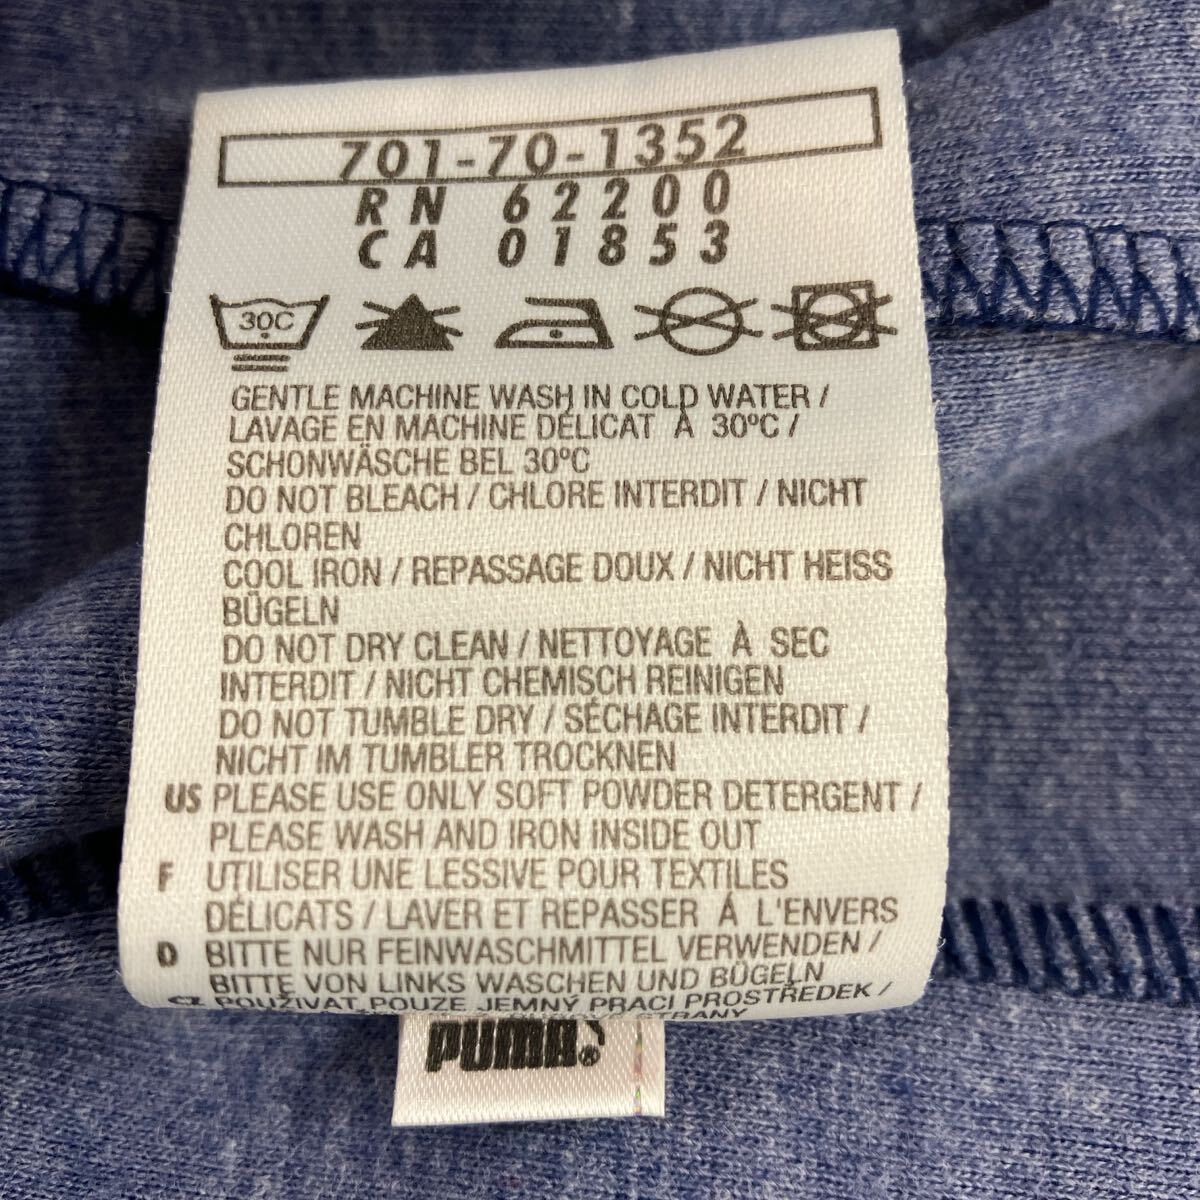 701-70-1352
RN 62200
CA 01853
30C
GENTLE MACHINE WASH IN COLD WATER /
LAVAGE EN MACHINE DÉLICAT À 30ºC /
SCHONWÄSCHE BEL 30ºC
DO NOT BLEACH / CHLORE INTERDIT / NICHT
CHLOREN
COOL IRON / REPASSAGE DOUX / NICHT HEISS
BÜGELN
DO NOT DRY CLEAN / NETTOYAGE À SEC
INTERDIT / NICHT CHEMISCH REINIGEN
DO NOT TUMBLE DRY / SÉCHAGE INTERDIT /
NICHT IM TUMBLER TROCKNEN
US PLEASE USE ONLY SOFT POWDER DETERGENT /
PLEASE WASH AND IRON INSIDE OUT
F UTILISER UNE LESSIVE POUR TEXTILES
DÉLICATS / LAVER ET REPASSER Á L'ENVERS
D BITTE NUR FEINWASCHMITTEL VERWENDEN /
BITTE VON LINKS WASCHEN UND BÜGELN
CZ POUŽIVAT POUZE JEMNÝ PRACI PROSTŘEDEK /
STRANY
PUMA®